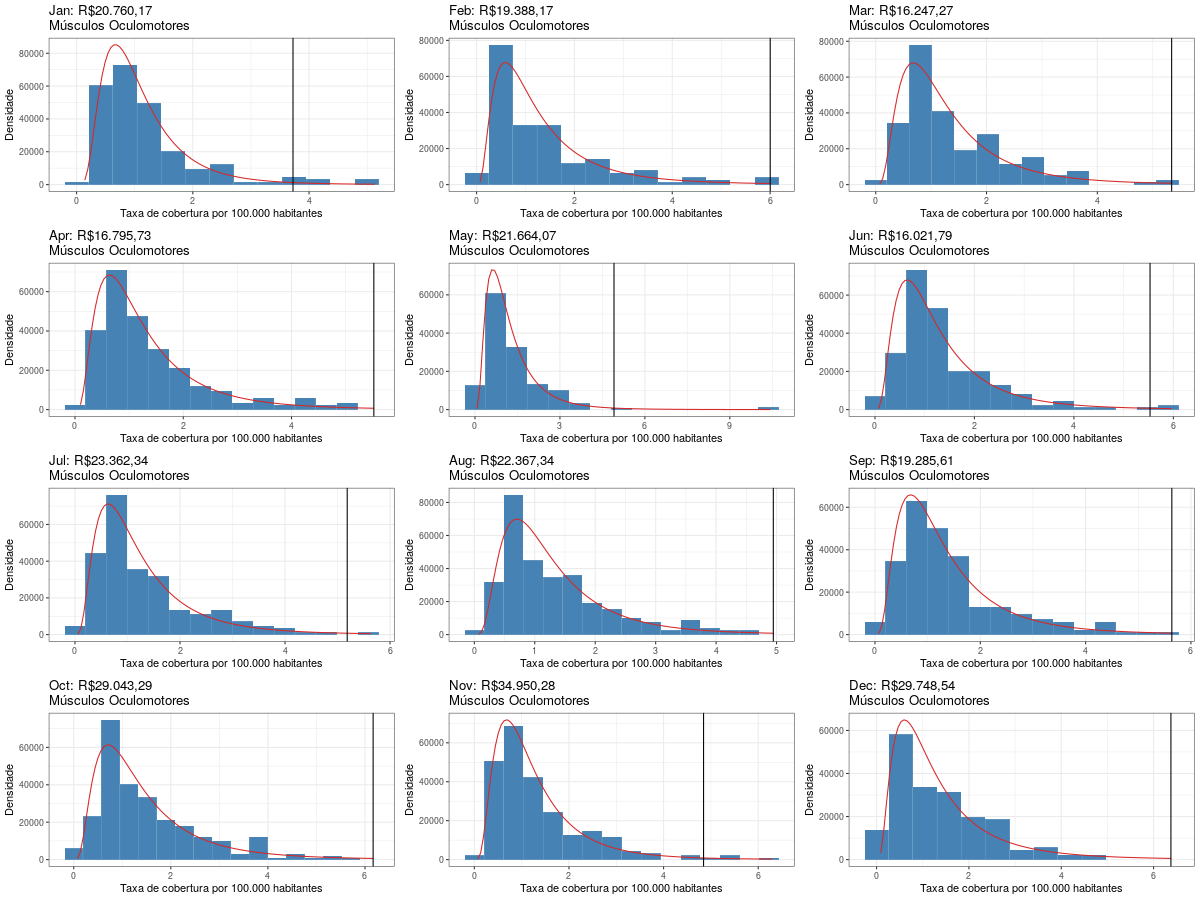 Jan: R$20.760,17
Músculos Oculomotores
80000
60000
40000
20000
0
Densidade
0 2 4
Taxa de cobertura por 100.000 habitantes
Feb: R$19.388,17
Músculos Oculomotores
80000
60000
40000
20000
0
Densidade
0 2 4 6
Taxa de cobertura por 100.000 habitantes
Mar: R$16.247,27
Músculos Oculomotores
80000
60000
40000
20000
0
Densidade
0 2 4
Taxa de cobertura por 100.000 habitantes
Apr: R$16.795,73
Músculos Oculomotores
60000
40000
20000
0
Densidade
0 2 4
Taxa de cobertura por 100.000 habitantes
May: R$21.664,07
Músculos Oculomotores
60000
40000
20000
0
Densidade
0 3 6 9
Taxa de cobertura por 100.000 habitantes
Jun: R$16.021,79
Músculos Oculomotores
60000
40000
20000
0
Densidade
0 2 4 6
Taxa de cobertura por 100.000 habitantes
Jul: R$23.362,34
Músculos Oculomotores
60000
40000
20000
0
Densidade
0 2 4 6
Taxa de cobertura por 100.000 habitantes
Aug: R$22.367,34
Músculos Oculomotores
80000
60000
40000
20000
0
Densidade
0 1 2 3 4 5
Taxa de cobertura por 100.000 habitantes
Sep: R$19.285,61
Músculos Oculomotores
60000
40000
20000
0
Densidade
0 2 4 6
Taxa de cobertura por 100.000 habitantes
Oct: R$29.043,29
Músculos Oculomotores
60000
40000
20000
0
Densidade
0 2 4 6
Taxa de cobertura por 100.000 habitantes
Nov: R$34.950,28
Músculos Oculomotores
60000
40000
20000
0
Densidade
0 2 4 6
Taxa de cobertura por 100.000 habitantes
Dec: R$29.748,54
Músculos Oculomotores
60000
40000
20000
0
Densidade
0 2 4 6
Taxa de cobertura por 100.000 habitantes